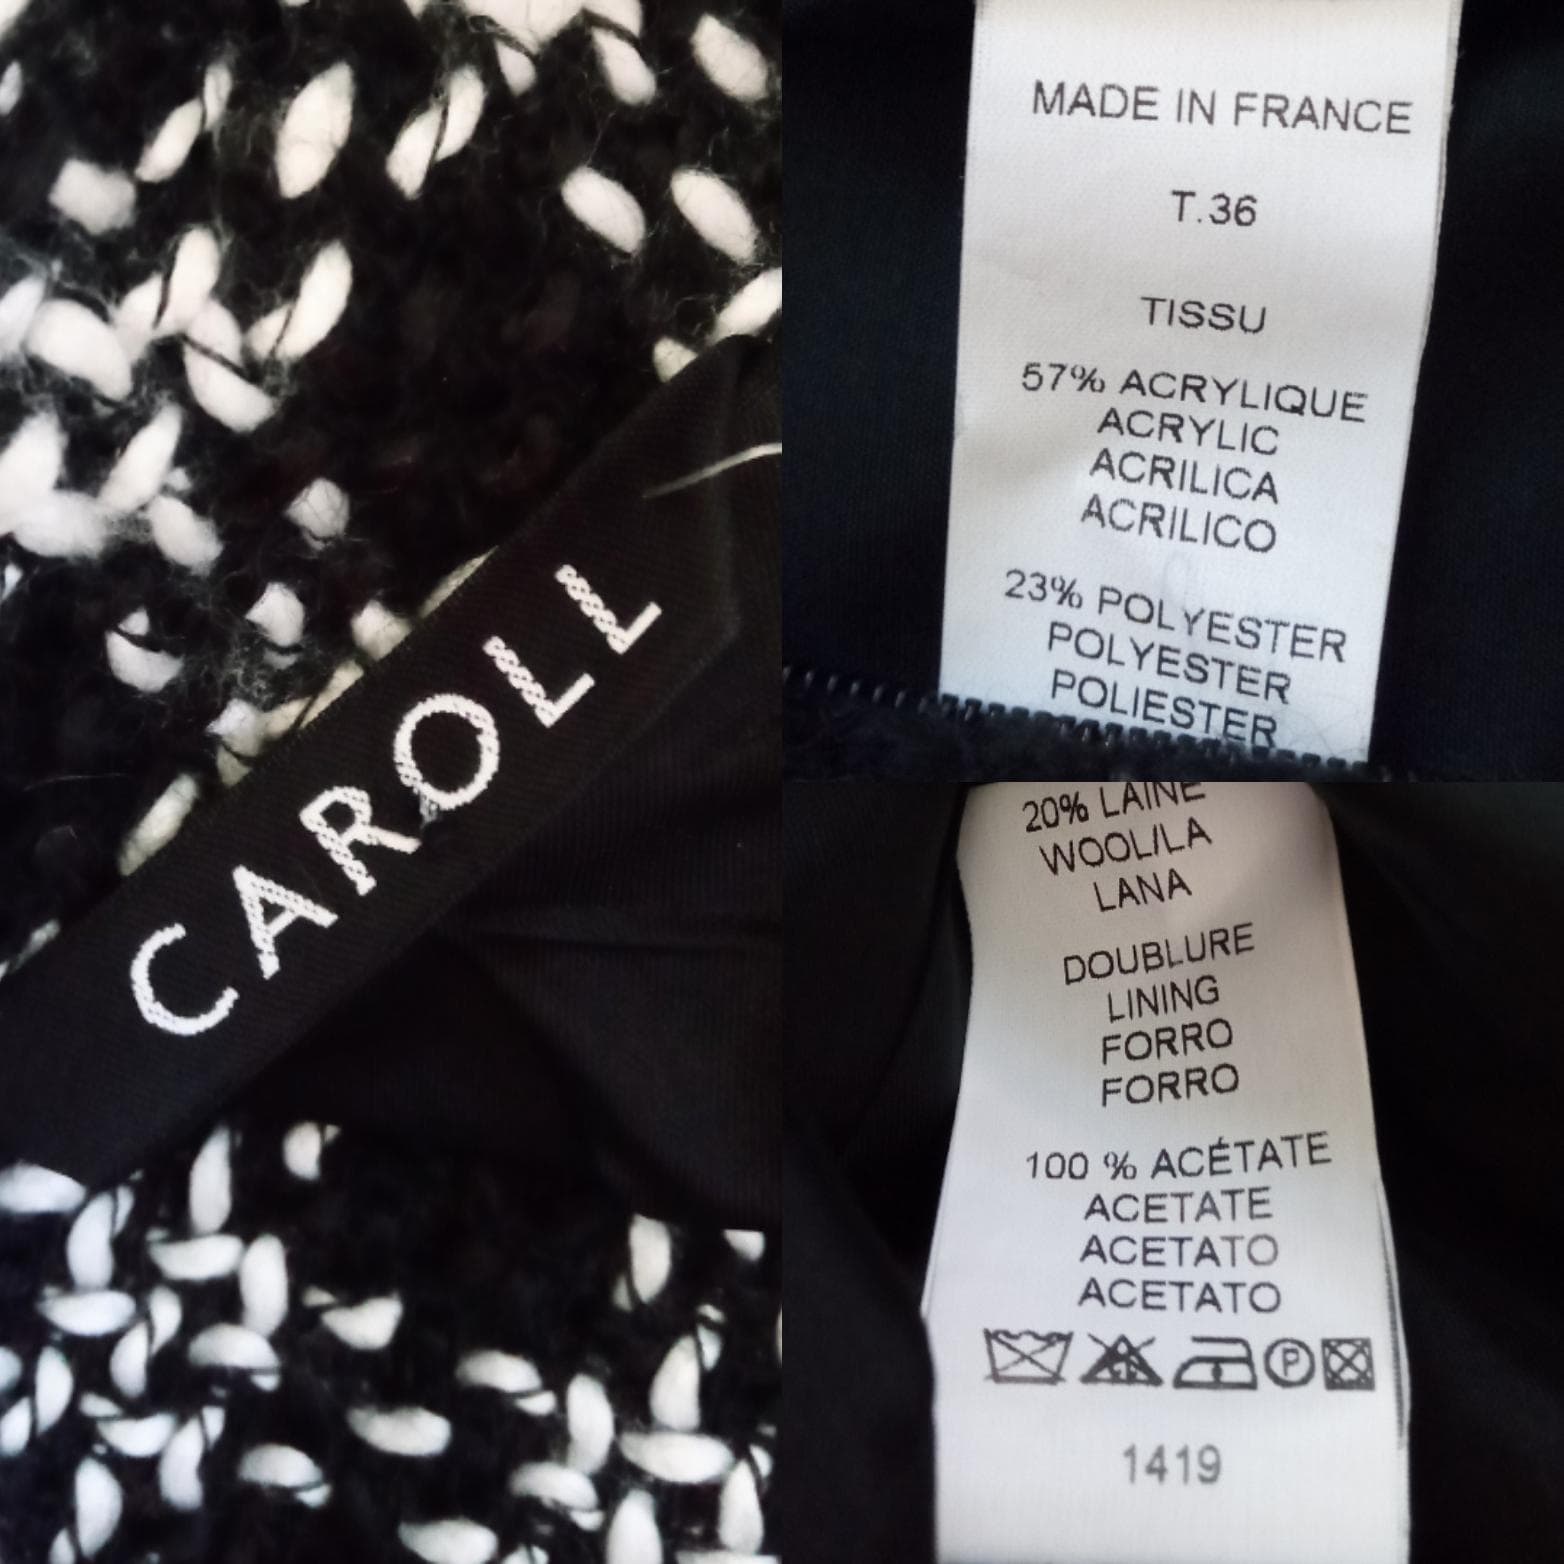 CAROLL
MADE IN FRANCE
T.36
TISSU
57% ACRYLIQUE
ACRYLIC
ACRILICA
ACRILICO
23% POLYESTER
POLYESTER
POLIESTER
20% LAINE
WOOL/LA
LANA
DOUBLURE
LINING
FORRO
FORRO
100 % ACÉTATE
ACETATE
ACETATO
ACETATO
P
1419